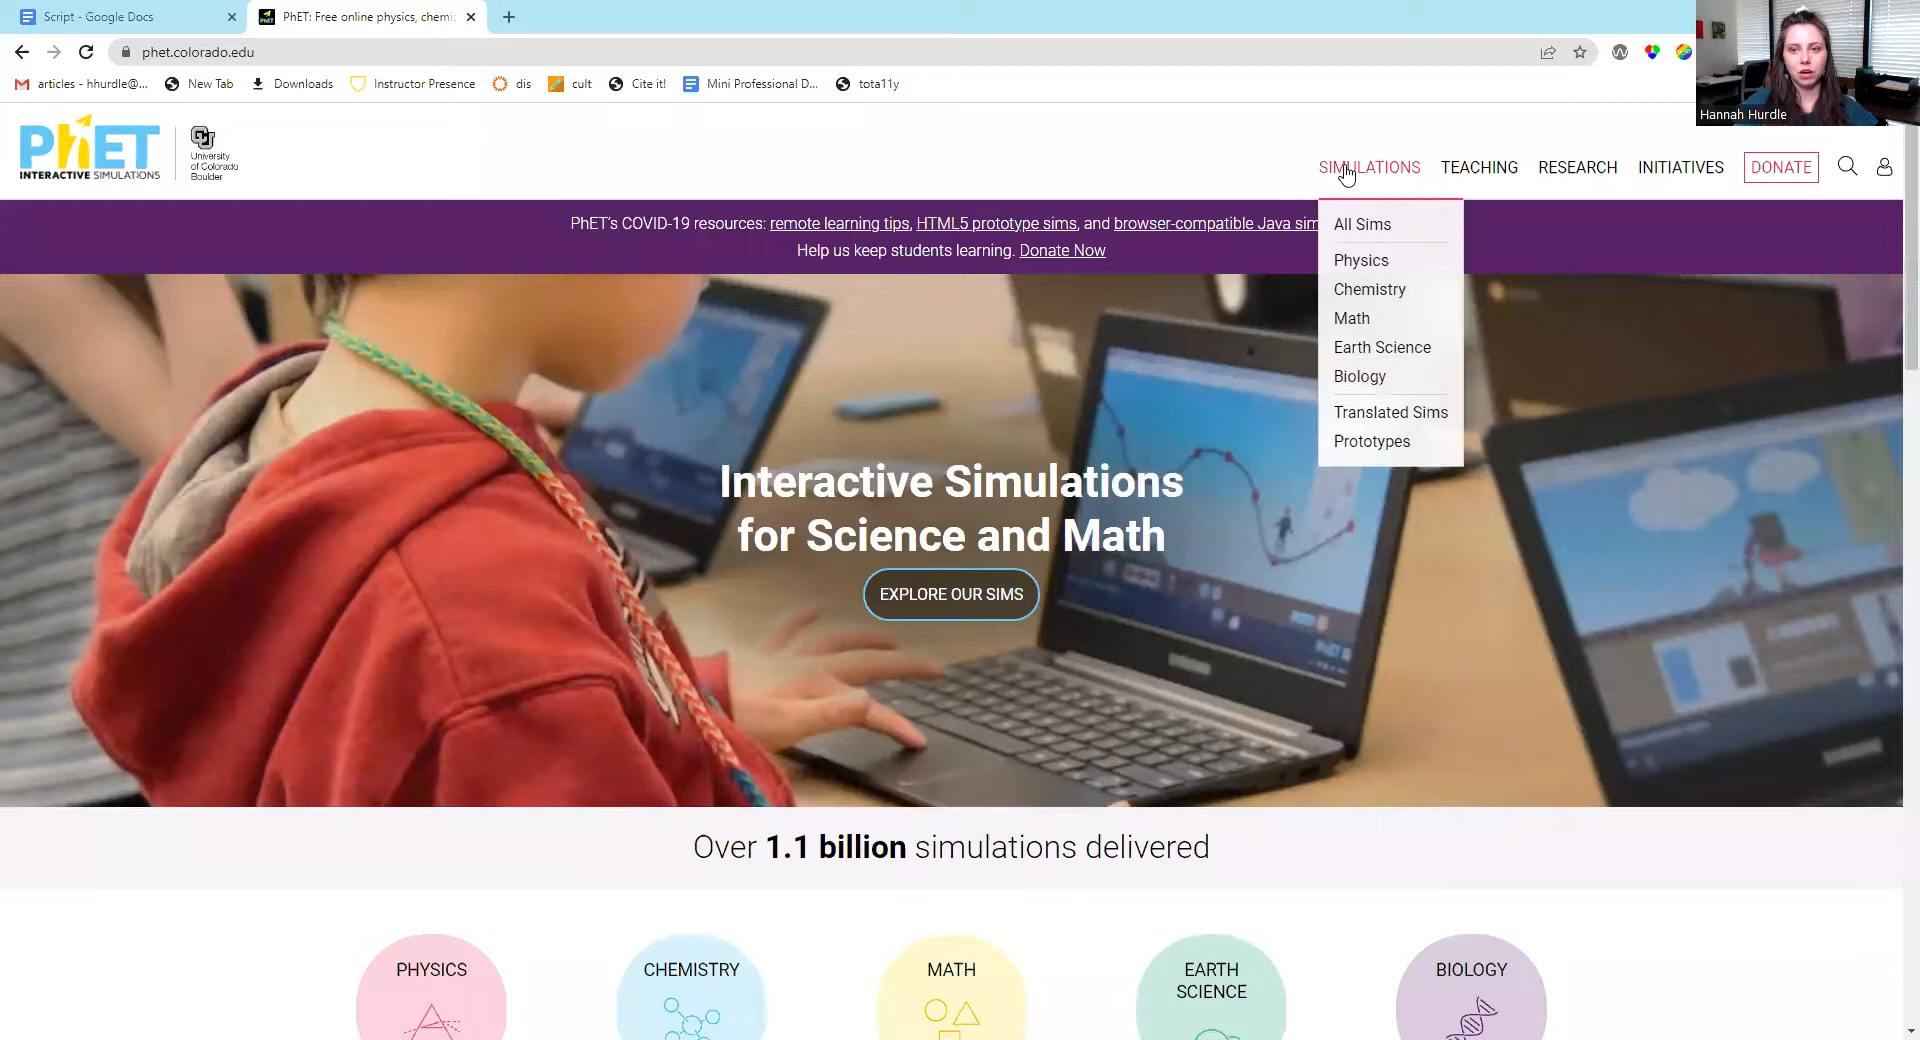 Script - Google Docs
PhET: Free online physics, chemi
phet.colorado.edu
articles - hhurdle@...
New Tab
Downloads
Instructor Presence
dis
cult
Cite it!
Mini Professional D...
tota11y
Hannah Hurdle
PhET
INTERACTIVE SIMULATIONS
CU
University
of Colorado
Boulder
SIMULATIONS
TEACHING
RESEARCH
INITIATIVES
DONATE
PhET's COVID-19 resources: remote learning tips, HTML5 prototype sims, and browser-compatible Java sim
Help us keep students learning. Donate Now
All Sims
Physics
Chemistry
Math
Earth Science
Biology
Translated Sims
Prototypes
Interactive Simulations
for Science and Math
EXPLORE OUR SIMS
Over 1.1 billion simulations delivered
PHYSICS
CHEMISTRY
MATH
EARTH
SCIENCE
BIOLOGY